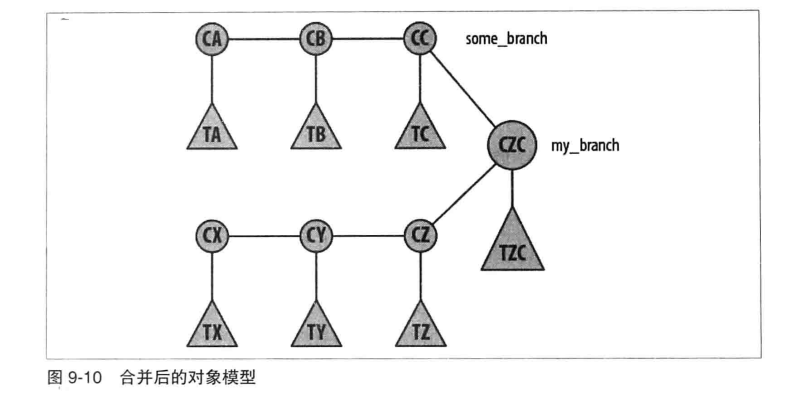 CA CB CC some_branch
TA TB TC
CZC my_branch
CX CY CZ
TZC
TX TY TZ
图 9-10 合并后的对象模型